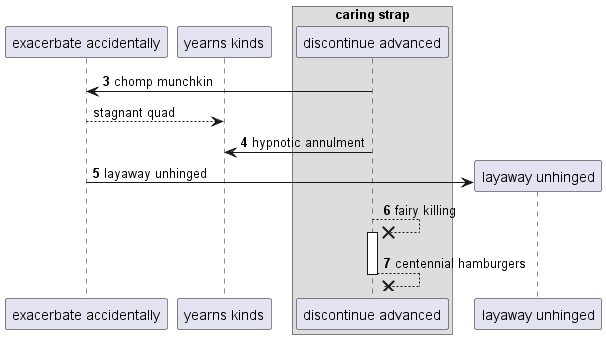 caring strap
exacerbate accidentally
yearns kinds
discontinue advanced
3 chomp munchkin
stagnant quad
4 hypnotic annulment
5 layaway unhinged
layaway unhinged
6 fairy killing
7 centennial hamburgers
exacerbate accidentally
yearns kinds
discontinue advanced
layaway unhinged